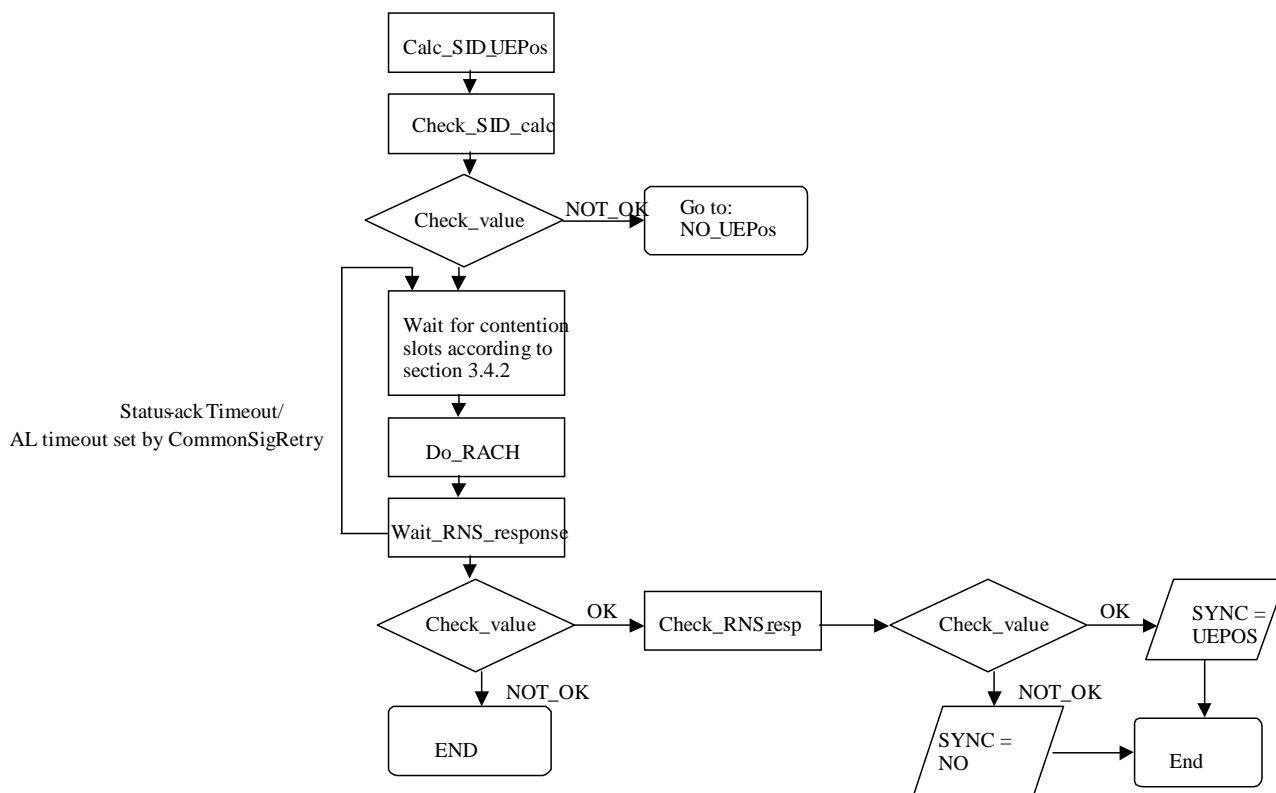 Calc_SID_UEPos
Check_SID_calc
Check_value
NOT_OK
Go to:
NO_UEPos
Wait for contention
slots according to
section 3.4.2
Status-ack Timeout/
AL timeout set by CommonSigRetry
Do_RACH
Wait_RNS_response
Check_value
OK
Check_RNS_resp
Check_value
OK
SYNC =
UEPOS
NOT_OK
NOT_OK
END
SYNC =
NO
End